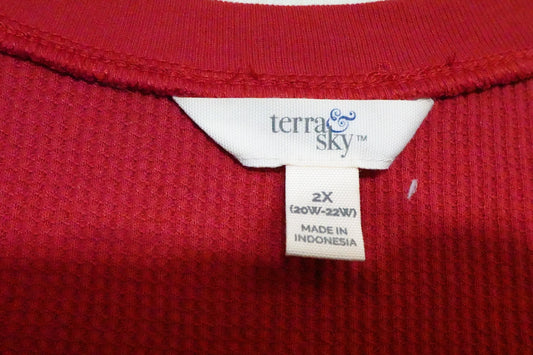 terra &
sky™
2X
(20W-22W)
MADE IN
INDONESIA